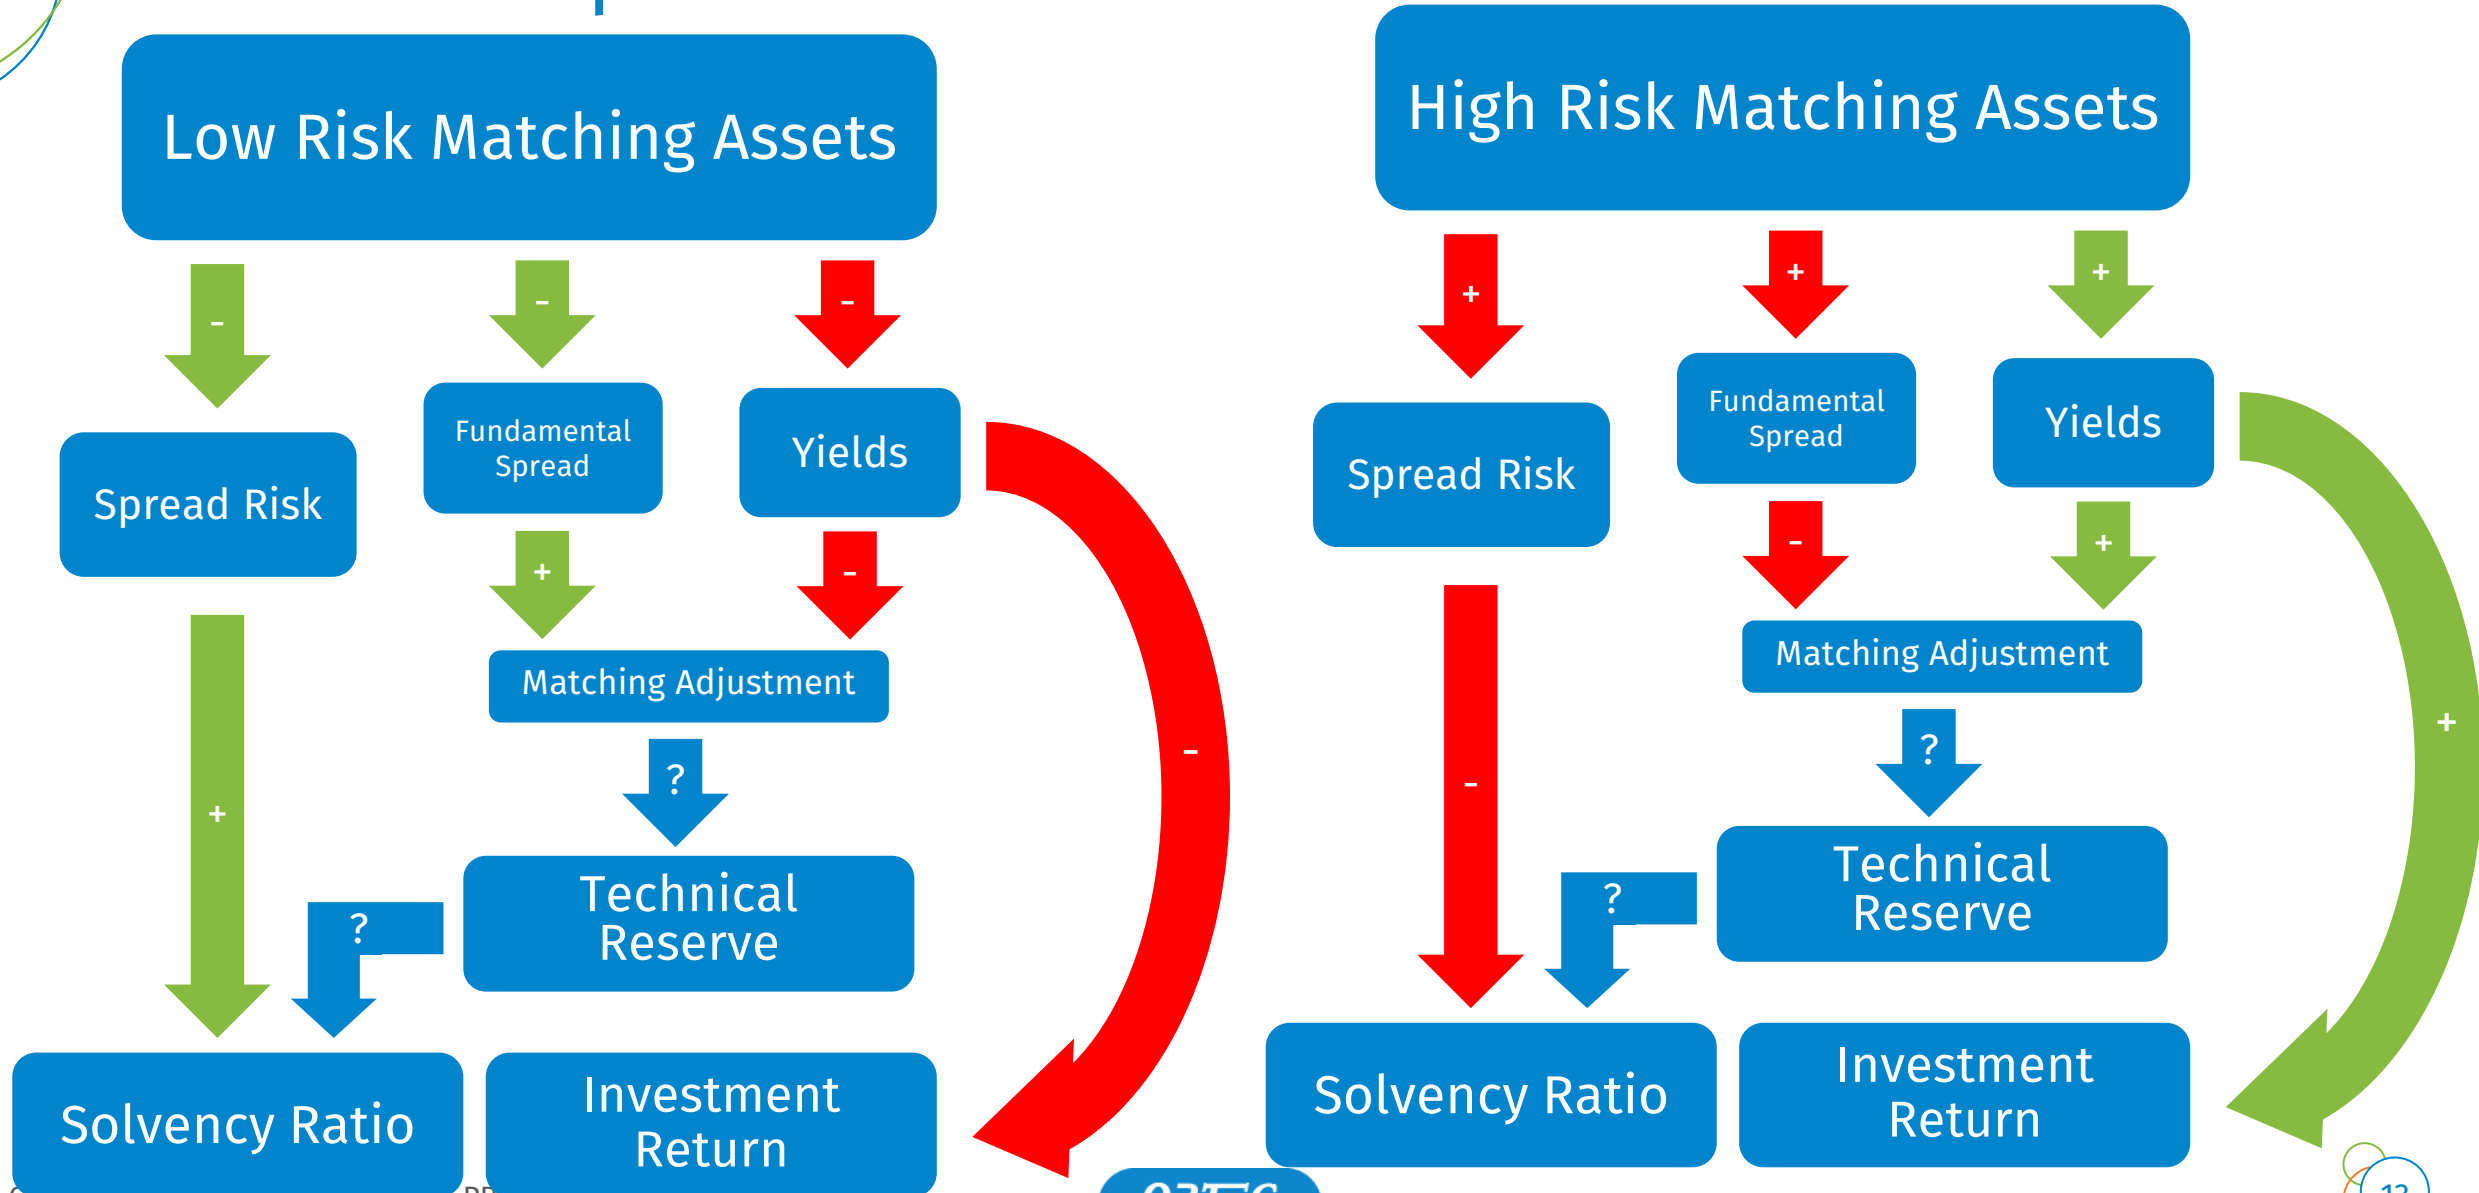 Low Risk Matching Assets
-
-
-
Spread Risk
Fundamental
Spread
Yields
+
-
Matching Adjustment
-
?
+
Technical
Reserve
?
Solvency Ratio
Investment
Return
High Risk Matching Assets
+
+
+
Spread Risk
Fundamental
Spread
Yields
-
+
Matching Adjustment
+
?
-
Technical
Reserve
?
Solvency Ratio
Investment
Return